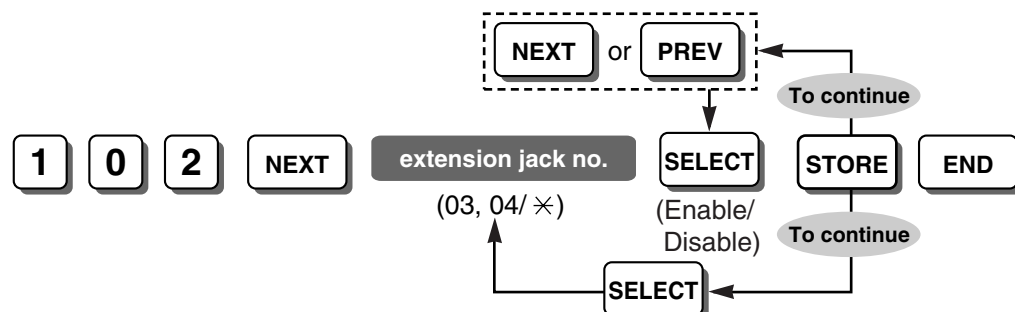 NEXT or PREV
To continue
1 0 2 NEXT extension jack no. SELECT STORE END
(03, 04/ ✳)
(Enable/
Disable)
To continue
SELECT